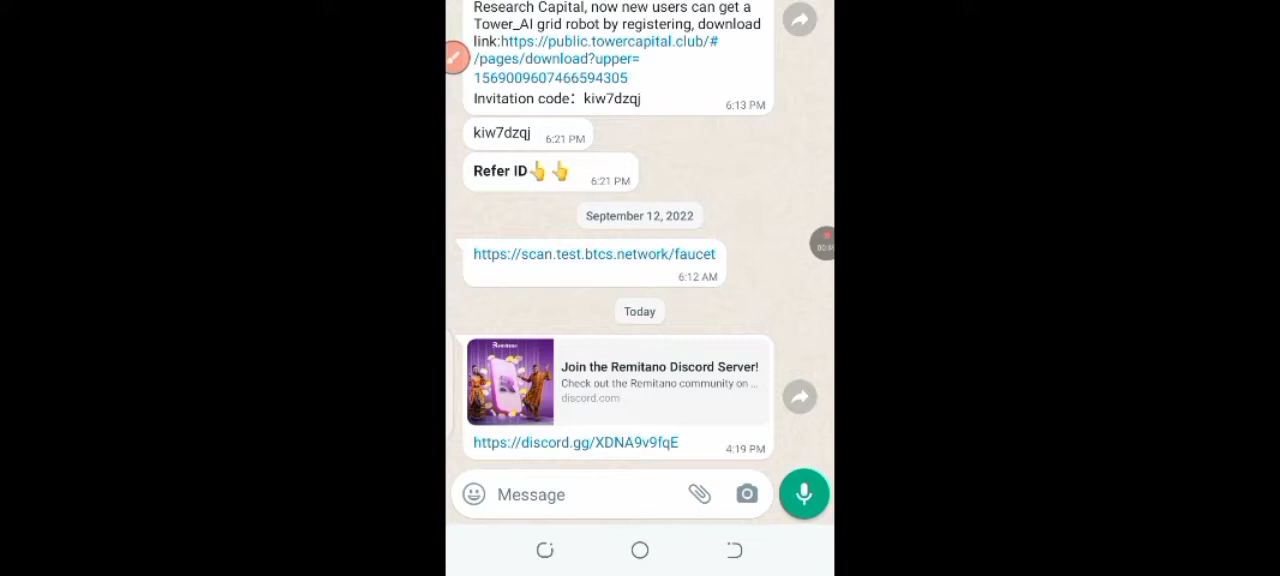 Research Capital, now new users can get a
Tower_AI grid robot by registering, download
link:https://public.towercapital.club/#
/pages/download?upper=
1569009607466594305
Invitation code：kiw7dzqj
6:13 PM
kiw7dzqj
6:21 PM
Refer ID👆👆
6:21 PM
September 12, 2022
https://scan.test.btcs.network/faucet
6:12 AM
Today
Join the Remitano Discord Server!
Check out the Remitano community on ...
discord.com
https://discord.gg/XDNA9v9fqE
4:19 PM
Message